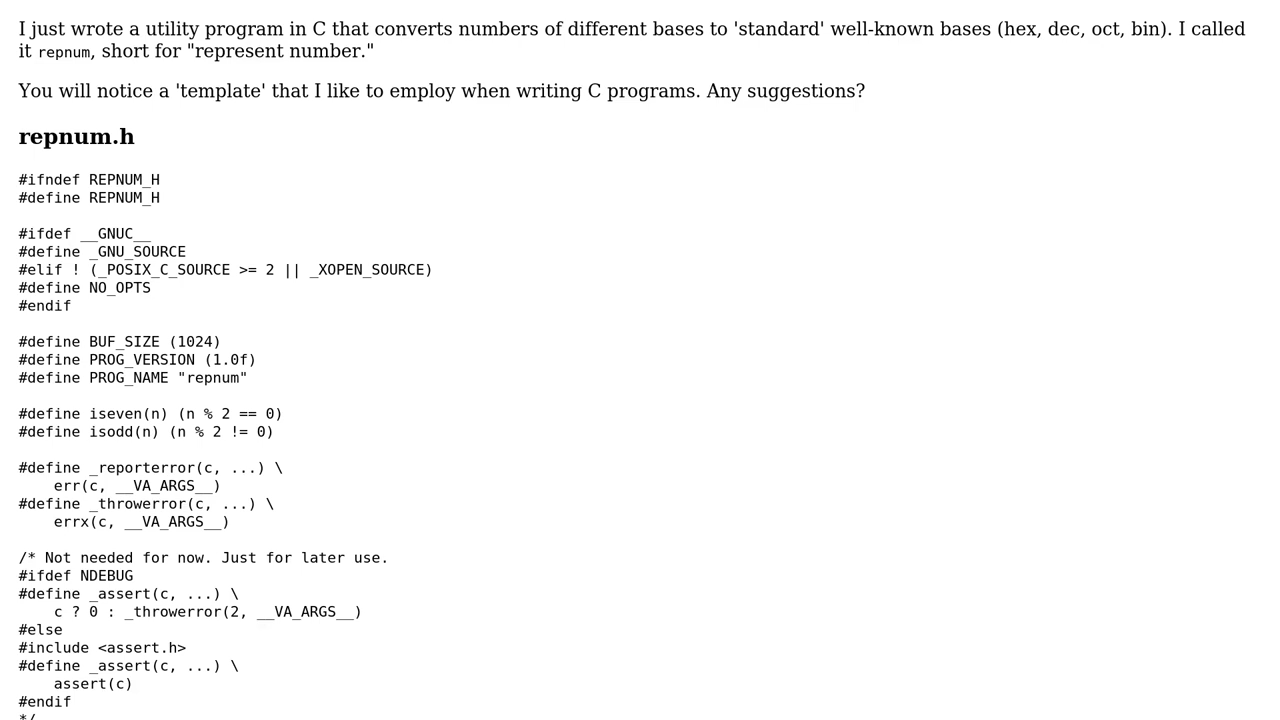 I just wrote a utility program in C that converts numbers of different bases to 'standard' well-known bases (hex, dec, oct, bin). I called
it repnum, short for "represent number."
You will notice a 'template' that I like to employ when writing C programs. Any suggestions?
repnum.h
#ifndef REPNUM_H
#define REPNUM_H
#ifdef __GNUC__
#define _GNU_SOURCE
#elif ! (_POSIX_C_SOURCE >= 2 || _XOPEN_SOURCE)
#define NO_OPTS
#endif
#define BUF_SIZE (1024)
#define PROG_VERSION (1.0f)
#define PROG_NAME "repnum"
#define iseven(n) (n % 2 == 0)
#define isodd(n) (n % 2 != 0)
#define _reporterror(c, ...) \
    err(c, __VA_ARGS__)
#define _throwerror(c, ...) \
    errx(c, __VA_ARGS__)
/* Not needed for now. Just for later use.
#ifdef NDEBUG
#define _assert(c, ...) \
    c ? 0 : _throwerror(2, __VA_ARGS__)
#else
#include <assert.h>
#define _assert(c, ...) \
    assert(c)
#endif
*/